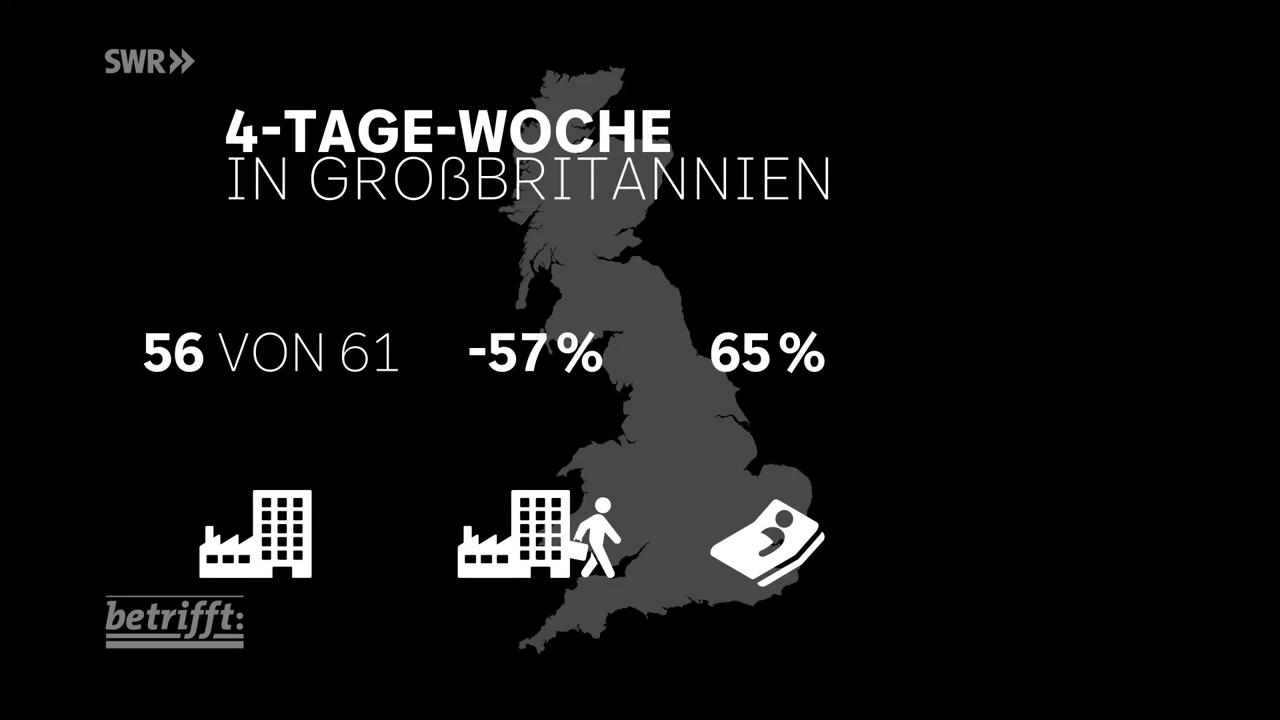 SWR
4-TAGE-WOCHE
IN GROẞBRITANNIEN
56 VON 61
-57 %
65 %
betrifft: